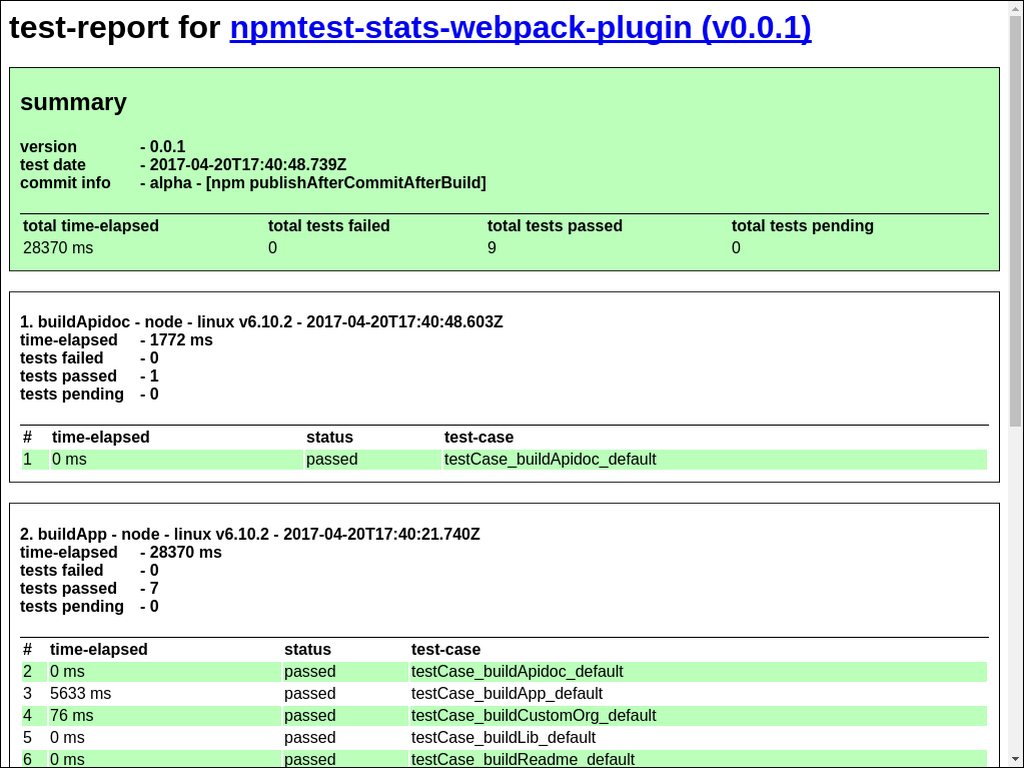 test-report for npmtest-stats-webpack-plugin (v0.0.1)
summary
version - 0.0.1
test date - 2017-04-20T17:40:48.739Z
commit info - alpha - [npm publishAfterCommitAfterBuild]
total time-elapsed total tests failed total tests passed total tests pending
28370 ms 0 9 0
1. buildApidoc - node - linux v6.10.2 - 2017-04-20T17:40:48.603Z
time-elapsed - 1772 ms
tests failed - 0
tests passed - 1
tests pending - 0
# time-elapsed status test-case
1 0 ms passed testCase_buildApidoc_default
2. buildApp - node - linux v6.10.2 - 2017-04-20T17:40:21.740Z
time-elapsed - 28370 ms
tests failed - 0
tests passed - 7
tests pending - 0
# time-elapsed status test-case
2 0 ms passed testCase_buildApidoc_default
3 5633 ms passed testCase_buildApp_default
4 76 ms passed testCase_buildCustomOrg_default
5 0 ms passed testCase_buildLib_default
6 0 ms passed testCase_buildReadme_default